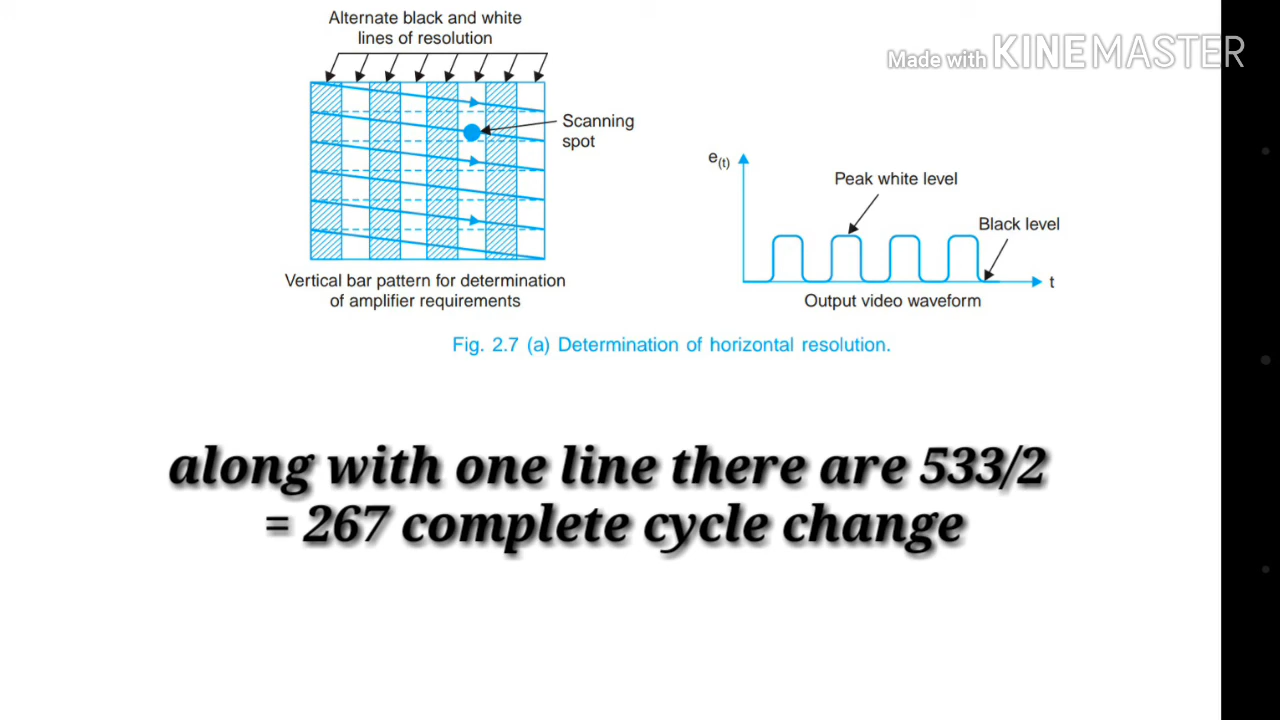 Alternate black and white
lines of resolution
Made with KINEMASTER
Scanning
spot
e(t)
Peak white level
Black level
t
Vertical bar pattern for determination
of amplifier requirements
Output video waveform
Fig. 2.7 (a) Determination of horizontal resolution.
along with one line there are 533/2
= 267 complete cycle change